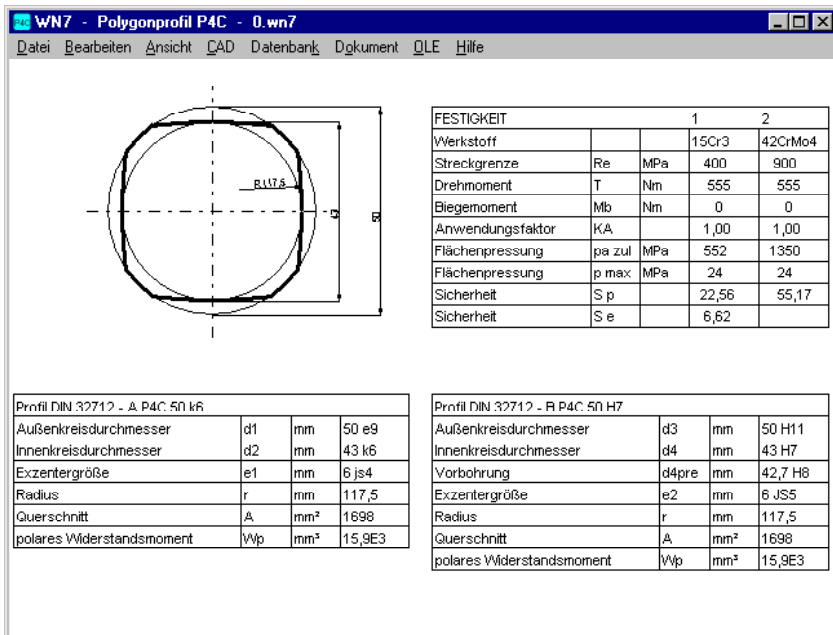 P4C WN7 - Polygonprofil P4C - 0.wn7
Datei Bearbeiten Ansicht CAD Datenbank Dokument OLE Hilfe
R117,5
43
50
FESTIGKEIT 1 2
Werkstoff 15Cr3 42CrMo4
Streckgrenze Re MPa 400 900
Drehmoment T Nm 555 555
Biegemoment Mb Nm 0 0
Anwendungsfaktor KA 1,00 1,00
Flächenpressung pa zul MPa 552 1350
Flächenpressung p max MPa 24 24
Sicherheit S p 22,56 55,17
Sicherheit S e 6,62
Profil DIN 32712 - A P4C 50 k6
Außenkreisdurchmesser d1 mm 50 e9
Innenkreisdurchmesser d2 mm 43 k6
Exzentergröße e1 mm 6 js4
Radius r mm 117,5
Querschnitt A mm² 1698
polares Widerstandsmoment Wp mm³ 15,9E3
Profil DIN 32712 - B P4C 50 H7
Außenkreisdurchmesser d3 mm 50 H11
Innenkreisdurchmesser d4 mm 43 H7
Vorbohrung d4pre mm 42,7 H8
Exzentergröße e2 mm 6 JS5
Radius r mm 117,5
Querschnitt A mm² 1698
polares Widerstandsmoment Wp mm³ 15,9E3